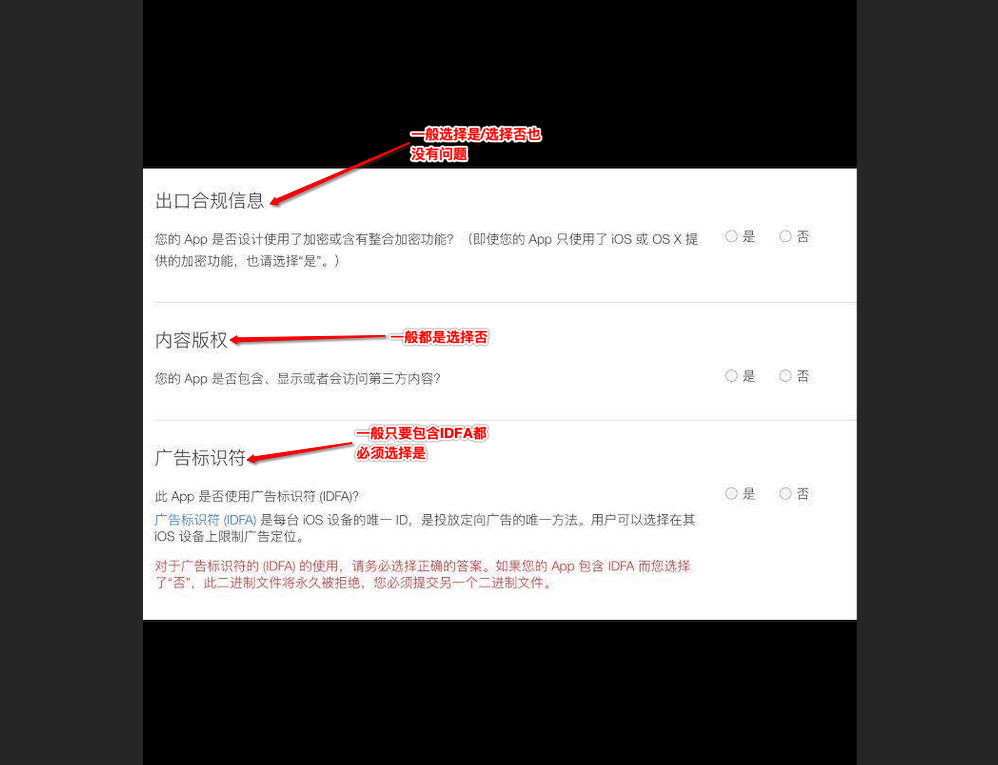 一般选择是/选择否也
没有问题
出口合规信息
您的 App 是否设计使用了加密或含有整合加密功能？（即使您的 App 只使用了 iOS 或 OS X 提
供的加密功能，也请选择“是”。）
是 否
内容版权
一般都是选择否
您的 App 是否包含、显示或者会访问第三方内容?
是 否
一般只要包含IDFA都
必须选择是
广告标识符
此 App 是否使用广告标识符 (IDFA)?
是 否
广告标识符 (IDFA) 是每台 iOS 设备的唯一 ID，是投放定向广告的唯一方法。用户可以选择在其
iOS 设备上限制广告定位。
对于广告标识符的 (IDFA) 的使用，请务必选择正确的答案。如果您的 App 包含 IDFA 而您选择
了“否”，此二进制文件将永久被拒绝，您必须提交另一个二进制文件。